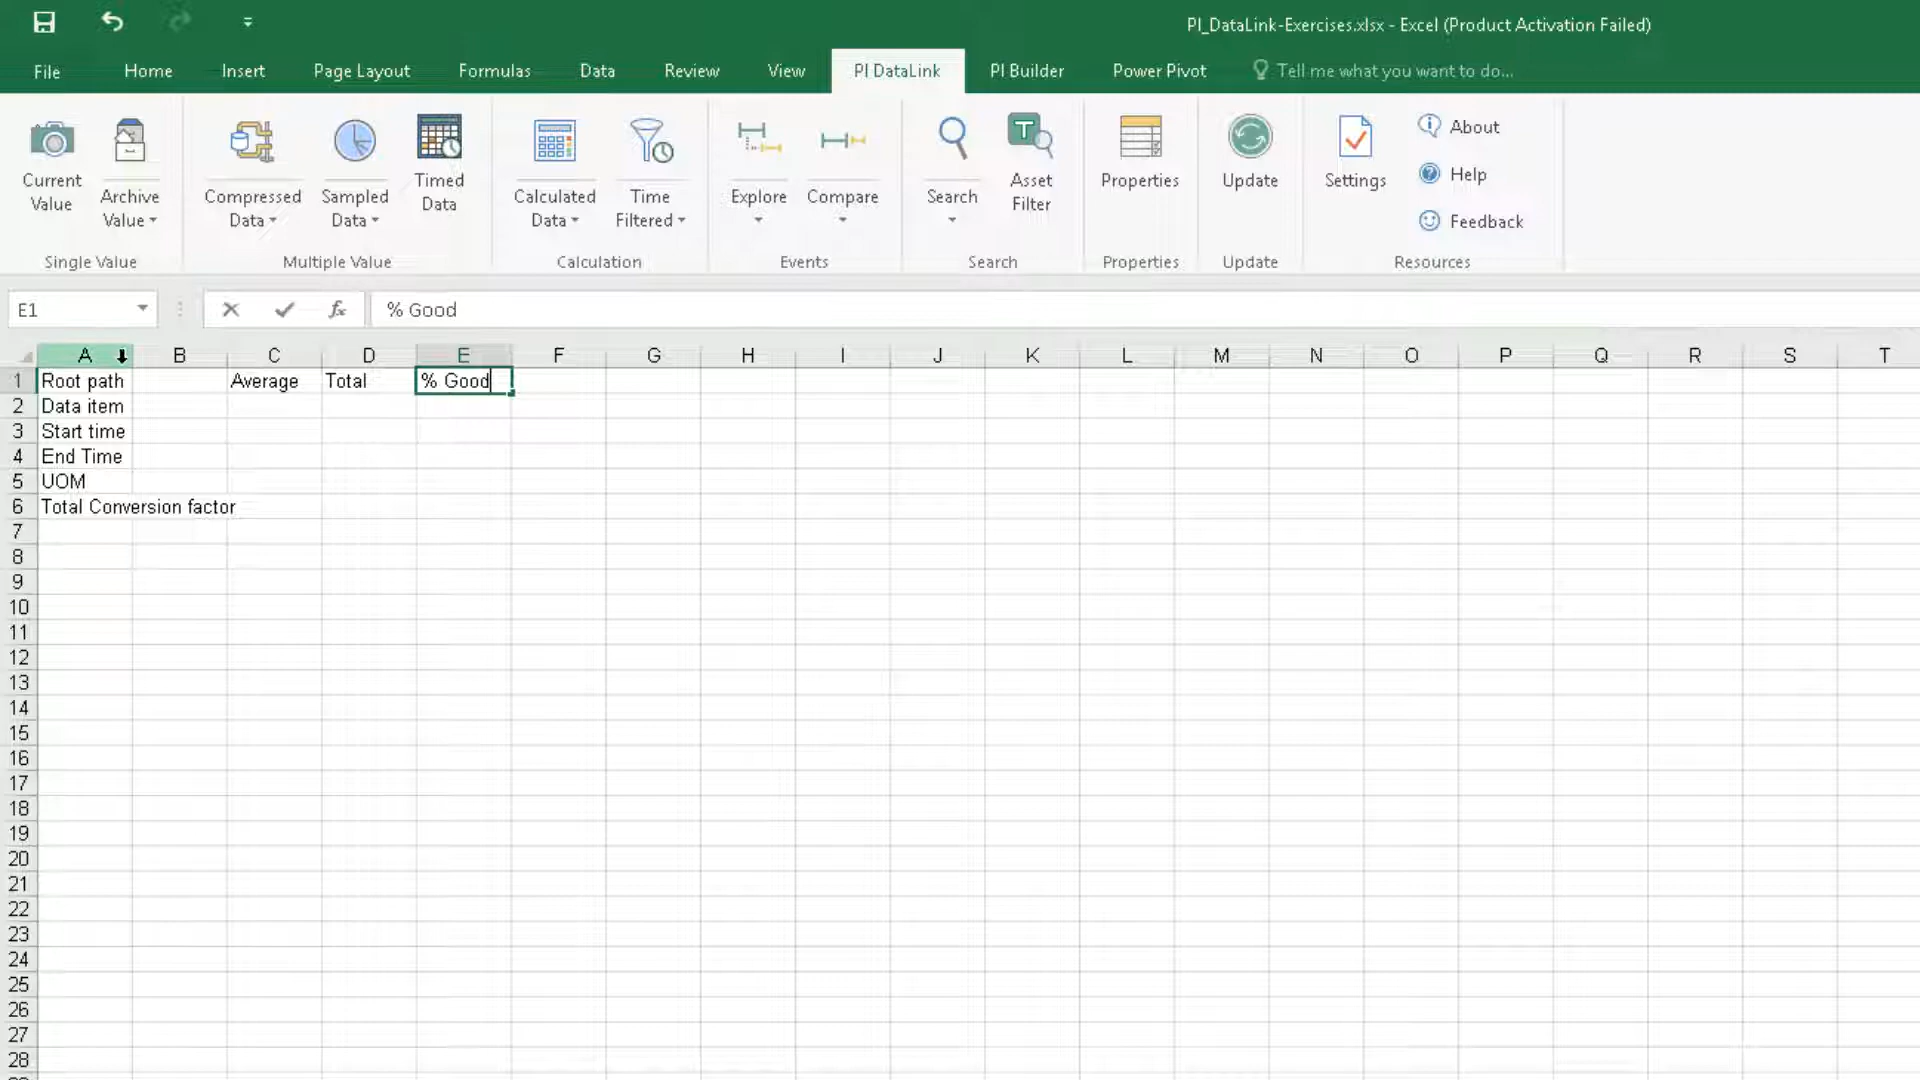 PI_DataLink-Exercises.xlsx - Excel (Product Activation Failed)
File Home Insert Page Layout Formulas Data Review View PI DataLink PI Builder Power Pivot Tell me what you want to do...
Current Value
Archive Value
Compressed Data
Sampled Data
Timed Data
Calculated Data
Time Filtered
Explore
Compare
Search
Asset Filter
Properties
Update
Settings
About
Help
Feedback
Single Value Multiple Value Calculation Events Search Properties Update Resources
E1 fx % Good
A B C D E F G H I J K L M N O P Q R S T
1 Root path Average Total % Good
2 Data item
3 Start time
4 End Time
5 UOM
6 Total Conversion factor
7
8
9
10
11
12
13
14
15
16
17
18
19
20
21
22
23
24
25
26
27
28